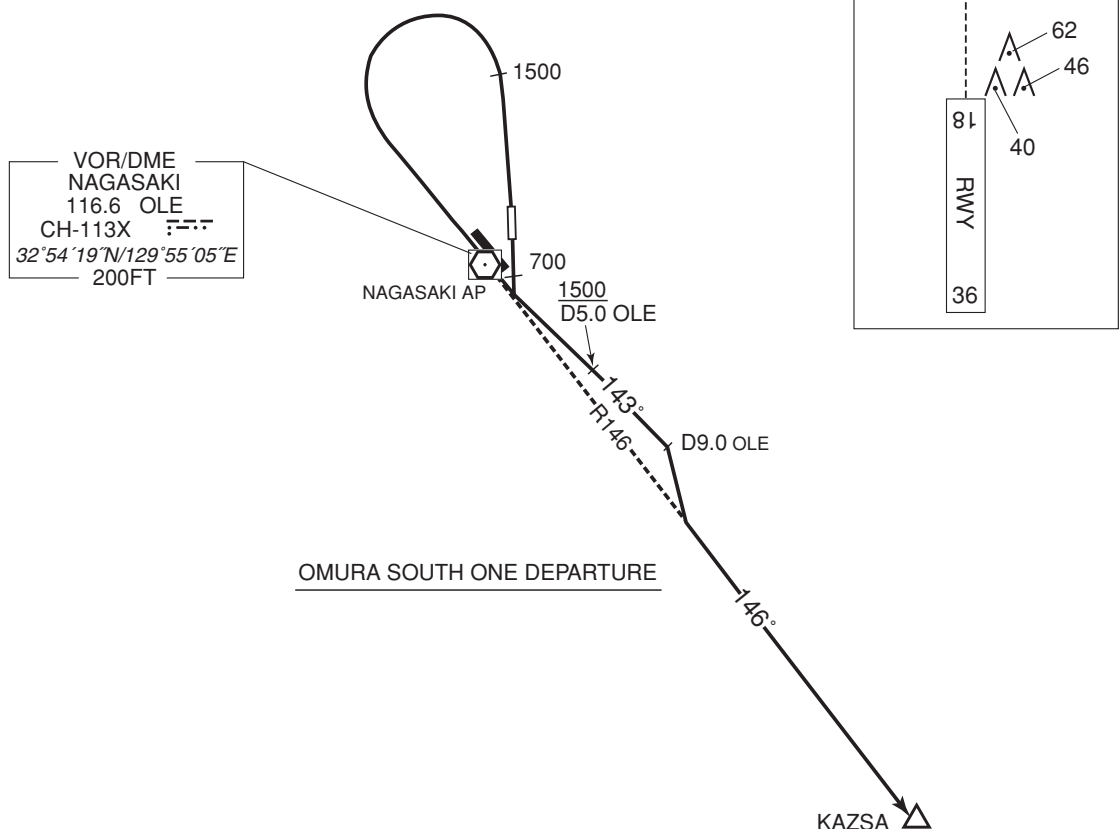 1500
62
46
40
18
RWY
36
VOR/DME
NAGASAKI
116.6 OLE
CH-113X
32°54´19˝N/129°55´05˝E
200FT
700
NAGASAKI AP
1500
D5.0 OLE
143°
R146
D9.0 OLE
OMURA SOUTH ONE DEPARTURE
146°
KAZSA